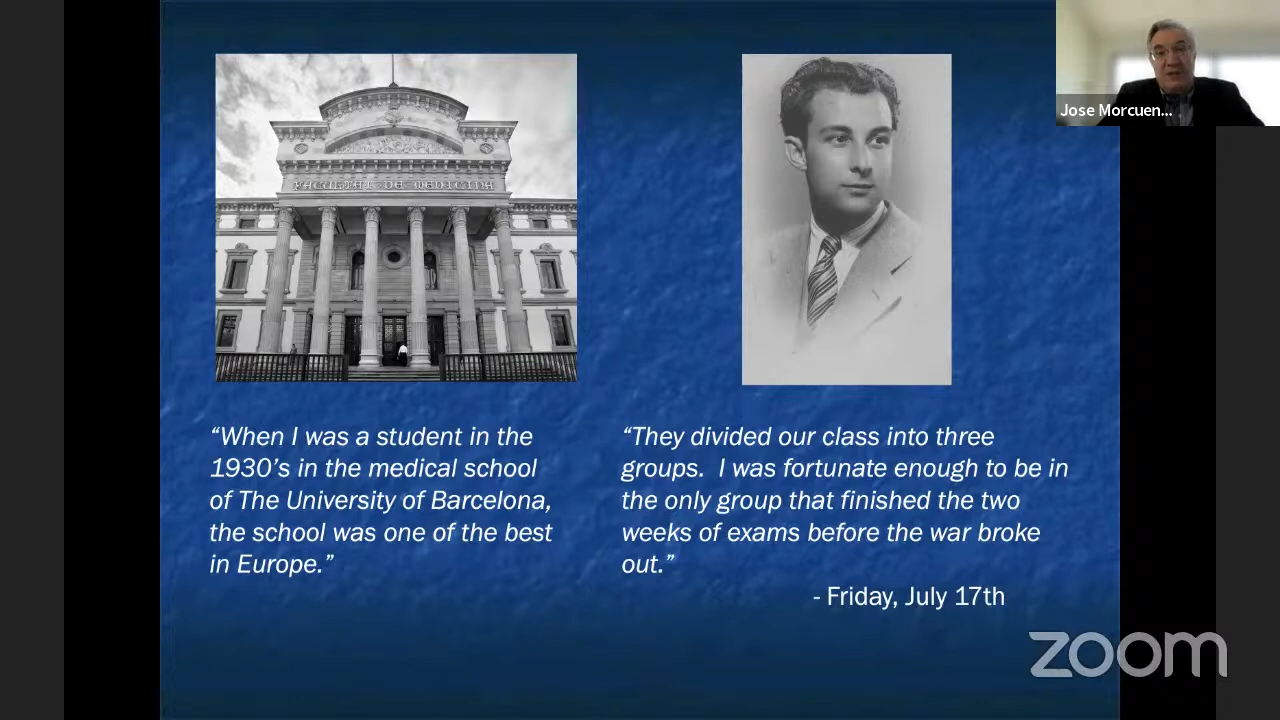 Jose Morcuen...
FACULTAT DE MEDICINA
“When I was a student in the
1930’s in the medical school
of The University of Barcelona,
the school was one of the best
in Europe.”
“They divided our class into three
groups.  I was fortunate enough to be in
the only group that finished the two
weeks of exams before the war broke
out.”
- Friday, July 17th
zoom